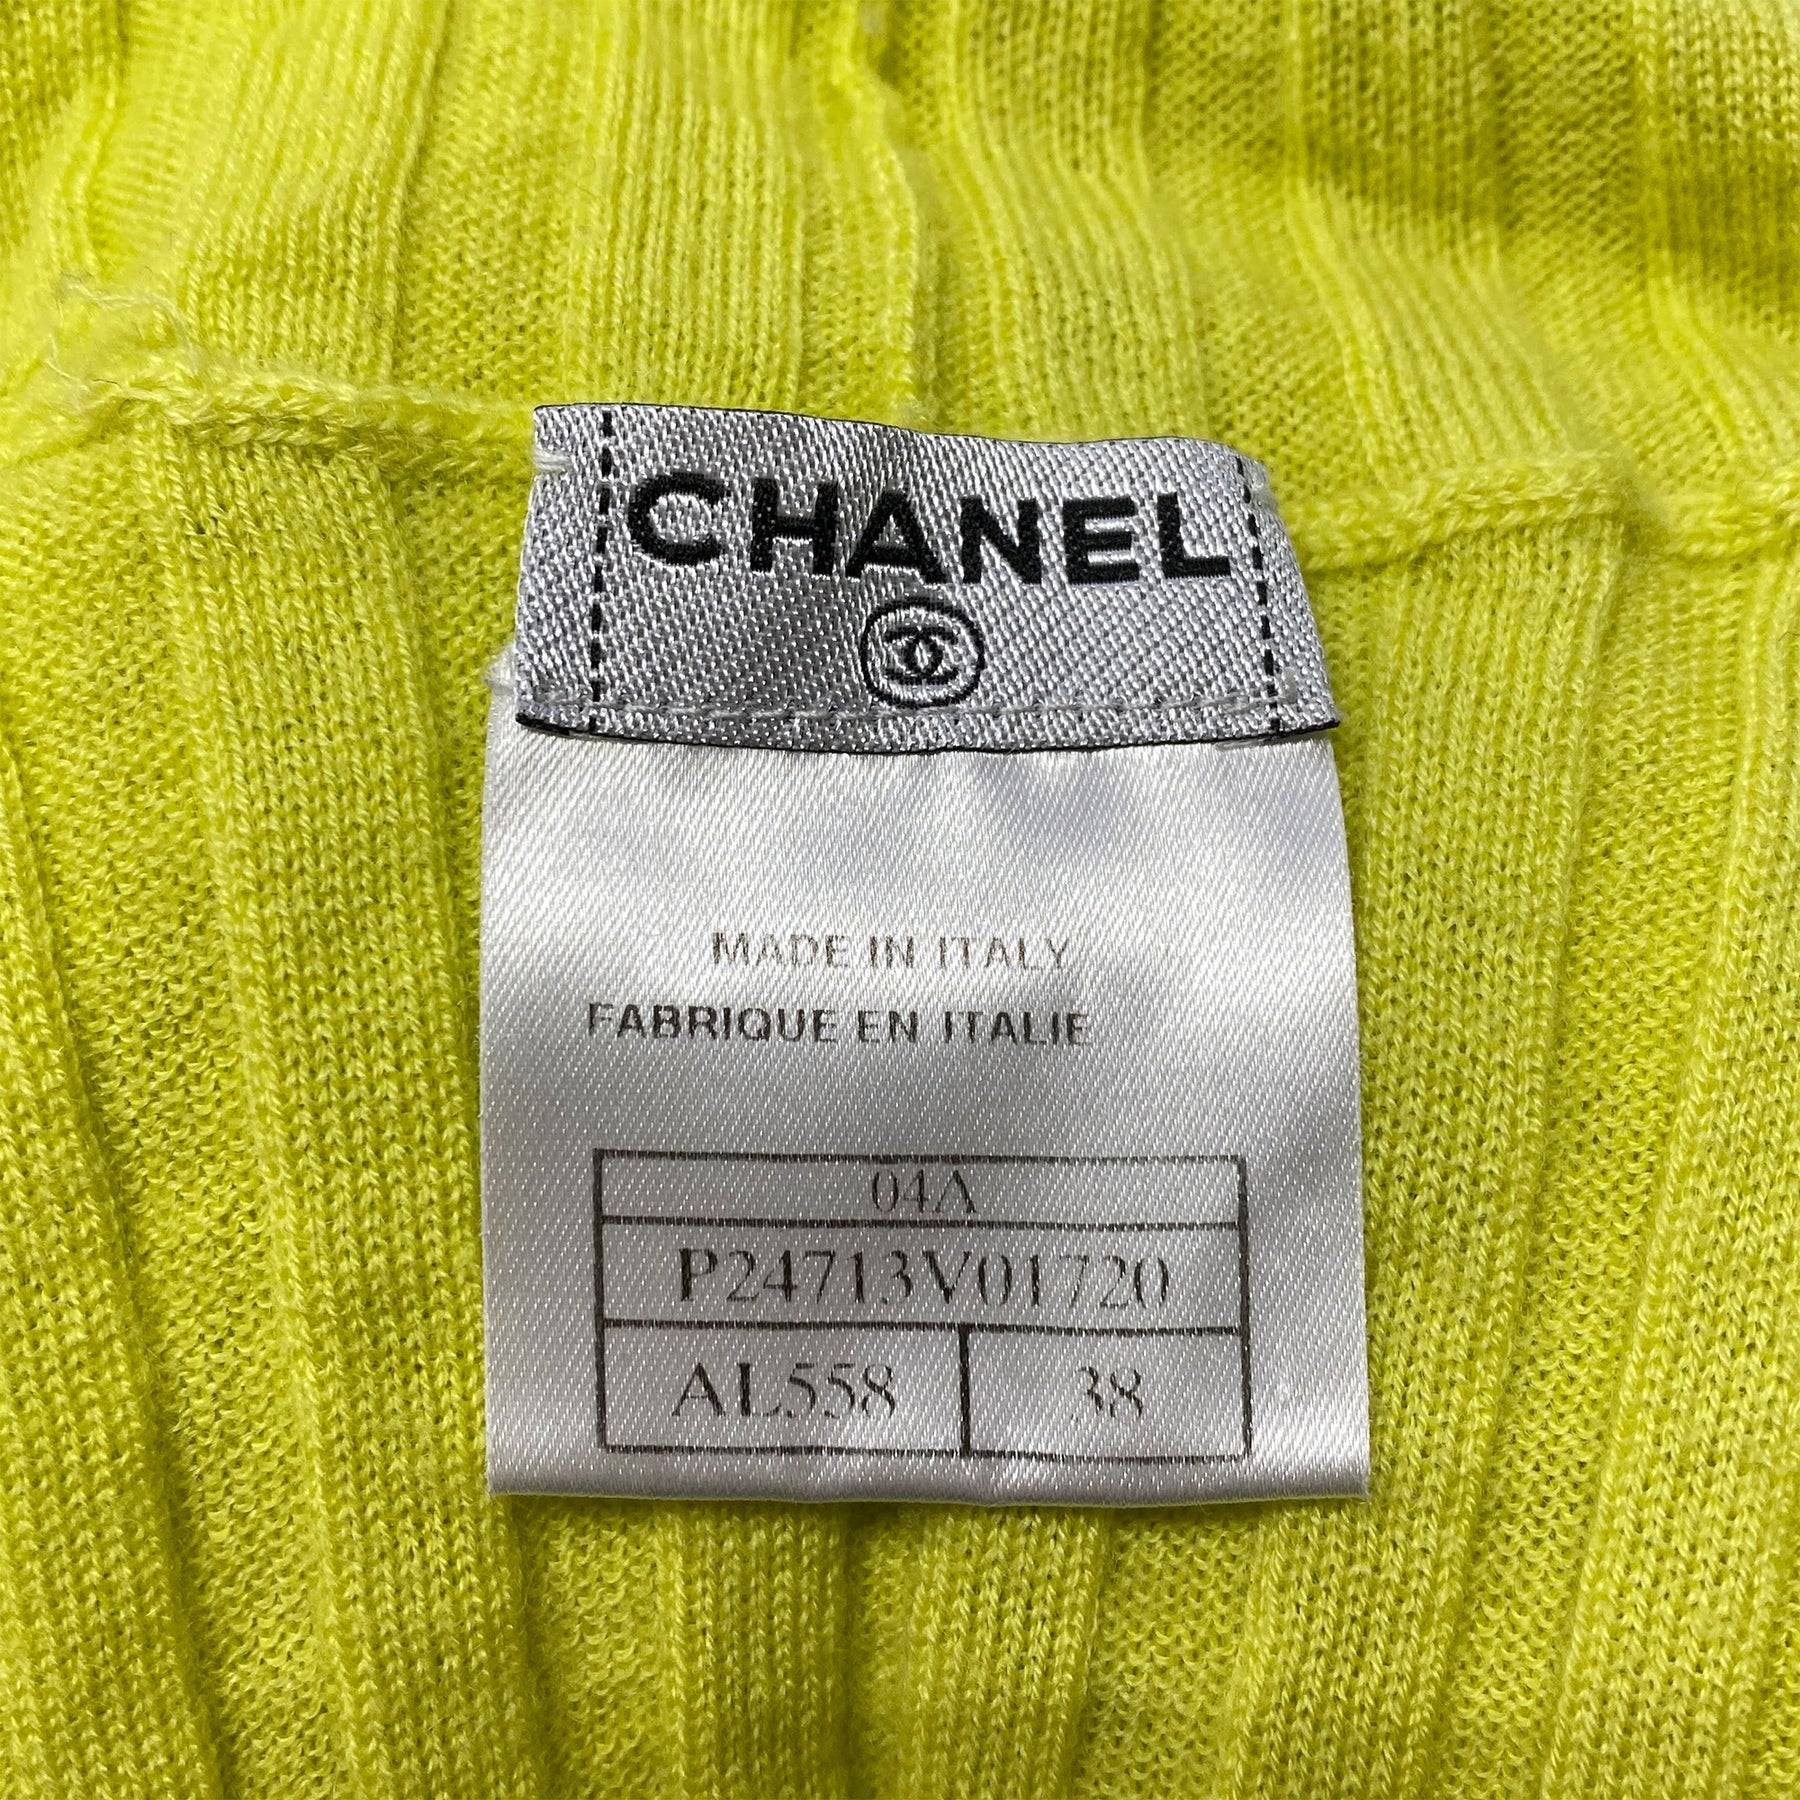 CHANEL
MADE IN ITALY
FABRIQUE EN ITALIE
04A
P24713V01720
AL558 38